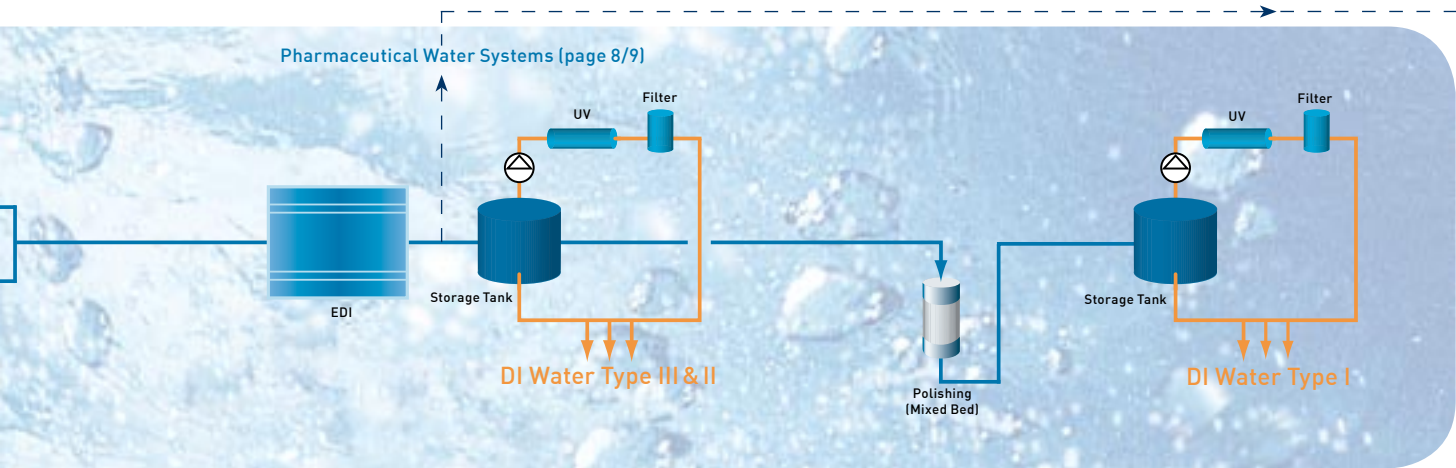 Pharmaceutical Water Systems (page 8/9)
UV
Filter
EDI
Storage Tank
DI Water Type III & II
Polishing
(Mixed Bed)
UV
Filter
Storage Tank
DI Water Type I